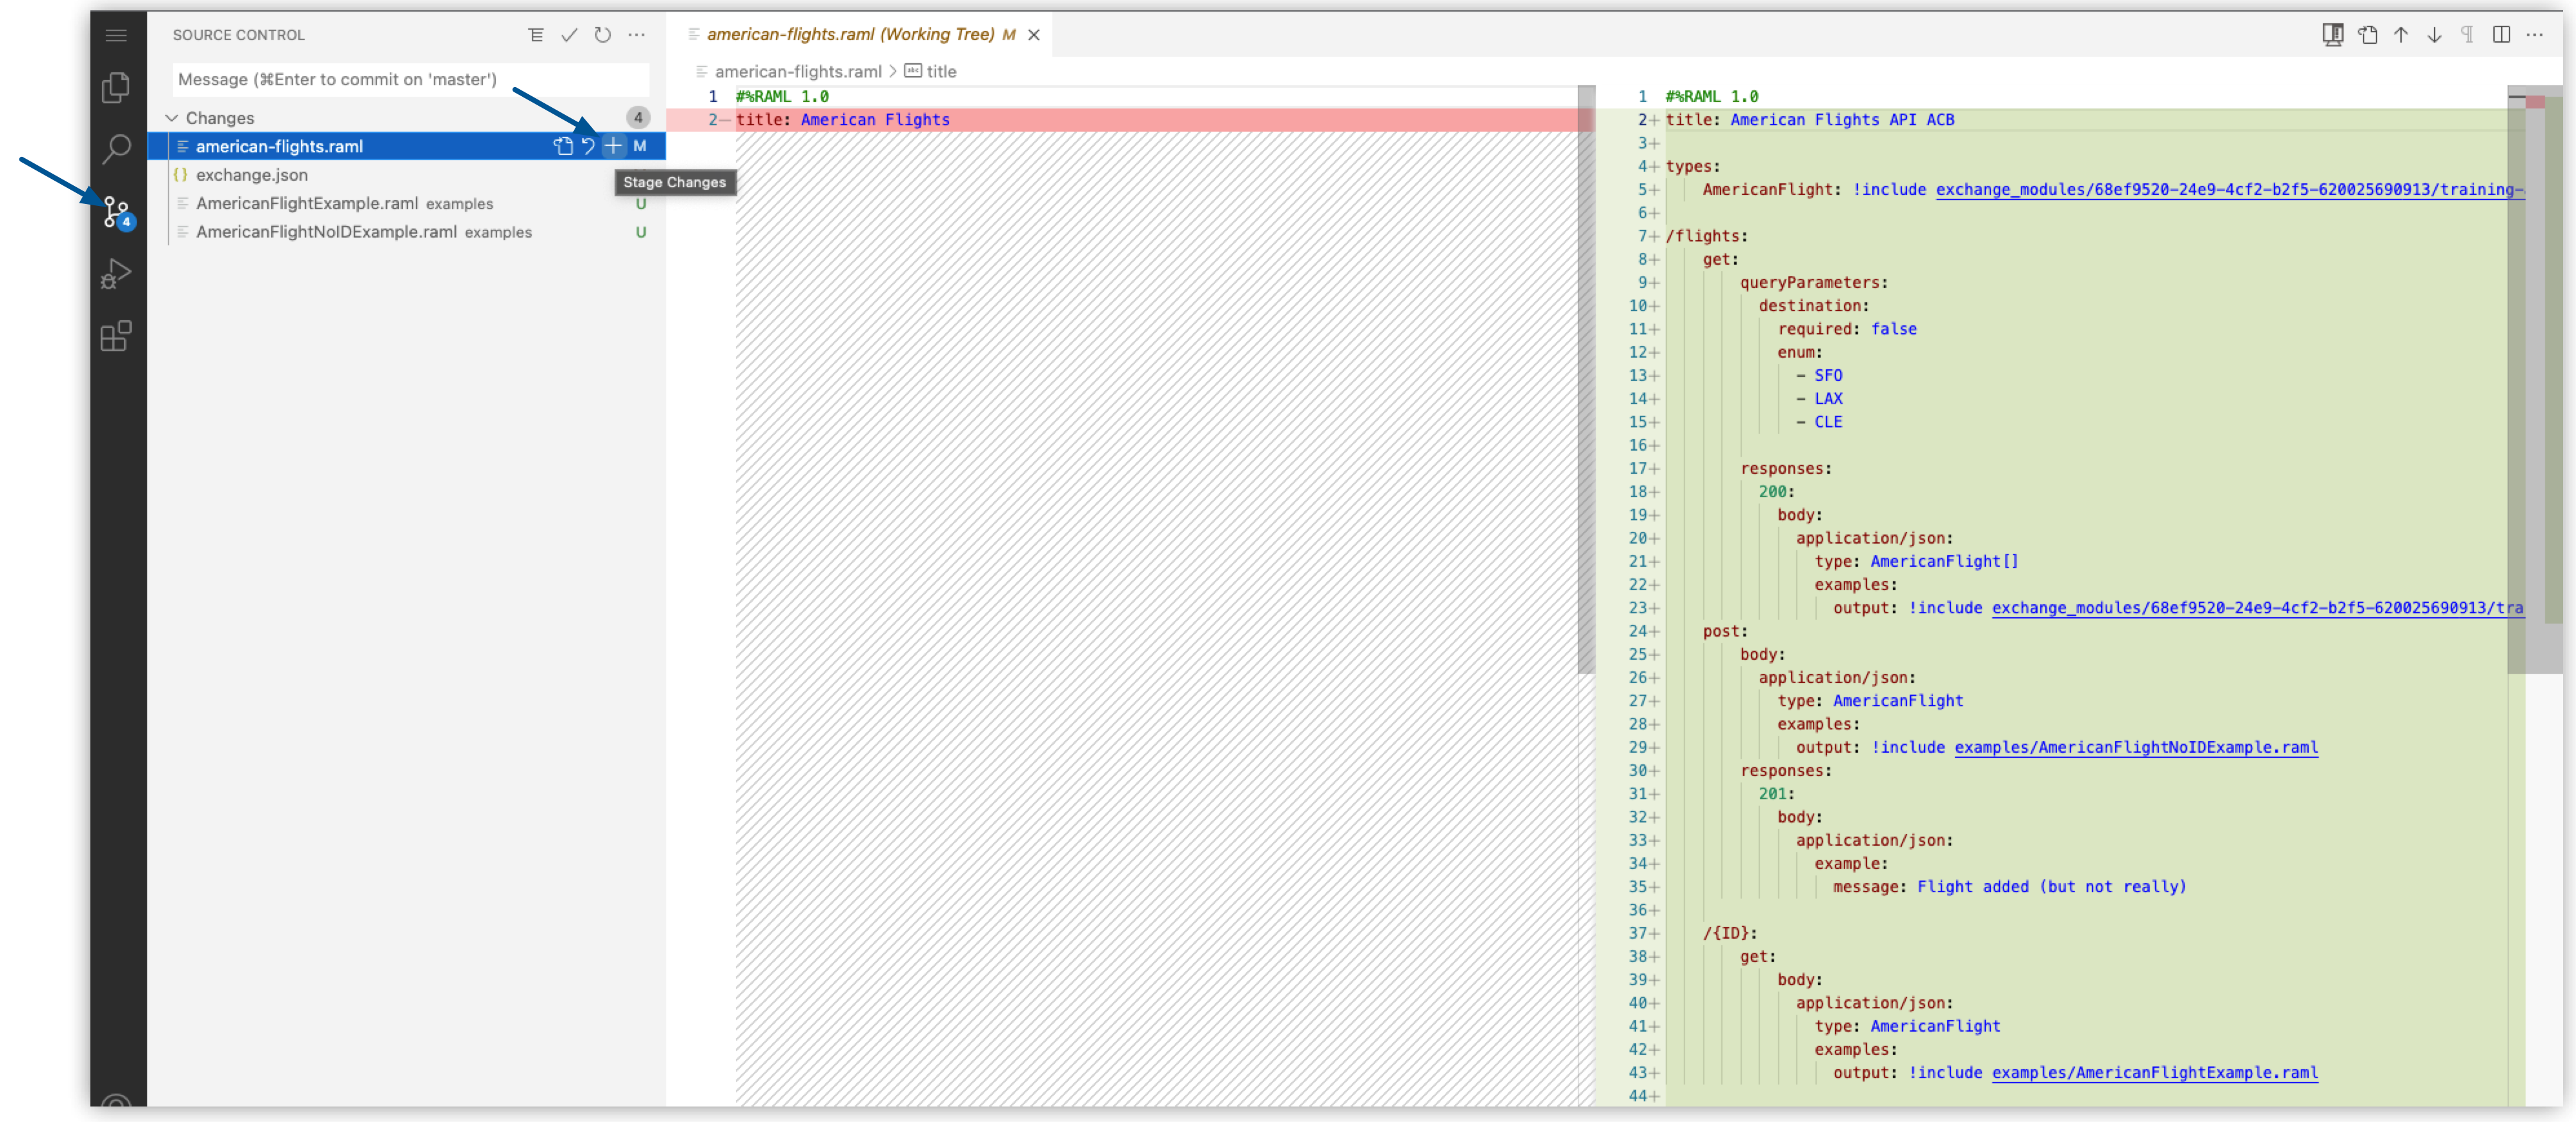 SOURCE CONTROL
Message (⌘Enter to commit on 'master')
Changes 4
american-flights.raml M
exchange.json
Stage Changes
AmericanFlightExample.raml examples U
AmericanFlightNoIDExample.raml examples U
4
american-flights.raml (Working Tree) M
american-flights.raml > abc title
1 #%RAML 1.0
2— title: American Flights
1 #%RAML 1.0
2+ title: American Flights API ACB
3+
4+ types:
5+ AmericanFlight: !include exchange_modules/68ef9520-24e9-4cf2-b2f5-620025690913/training-
6+
7+ /flights:
8+ get:
9+ queryParameters:
10+ destination:
11+ required: false
12+ enum:
13+ - SFO
14+ - LAX
15+ - CLE
16+
17+ responses:
18+ 200:
19+ body:
20+ application/json:
21+ type: AmericanFlight[]
22+ examples:
23+ output: !include exchange_modules/68ef9520-24e9-4cf2-b2f5-620025690913/tra
24+ post:
25+ body:
26+ application/json:
27+ type: AmericanFlight
28+ examples:
29+ output: !include examples/AmericanFlightNoIDExample.raml
30+ responses:
31+ 201:
32+ body:
33+ application/json:
34+ example:
35+ message: Flight added (but not really)
36+
37+ /{ID}:
38+ get:
39+ body:
40+ application/json:
41+ type: AmericanFlight
42+ examples:
43+ output: !include examples/AmericanFlightExample.raml
44+